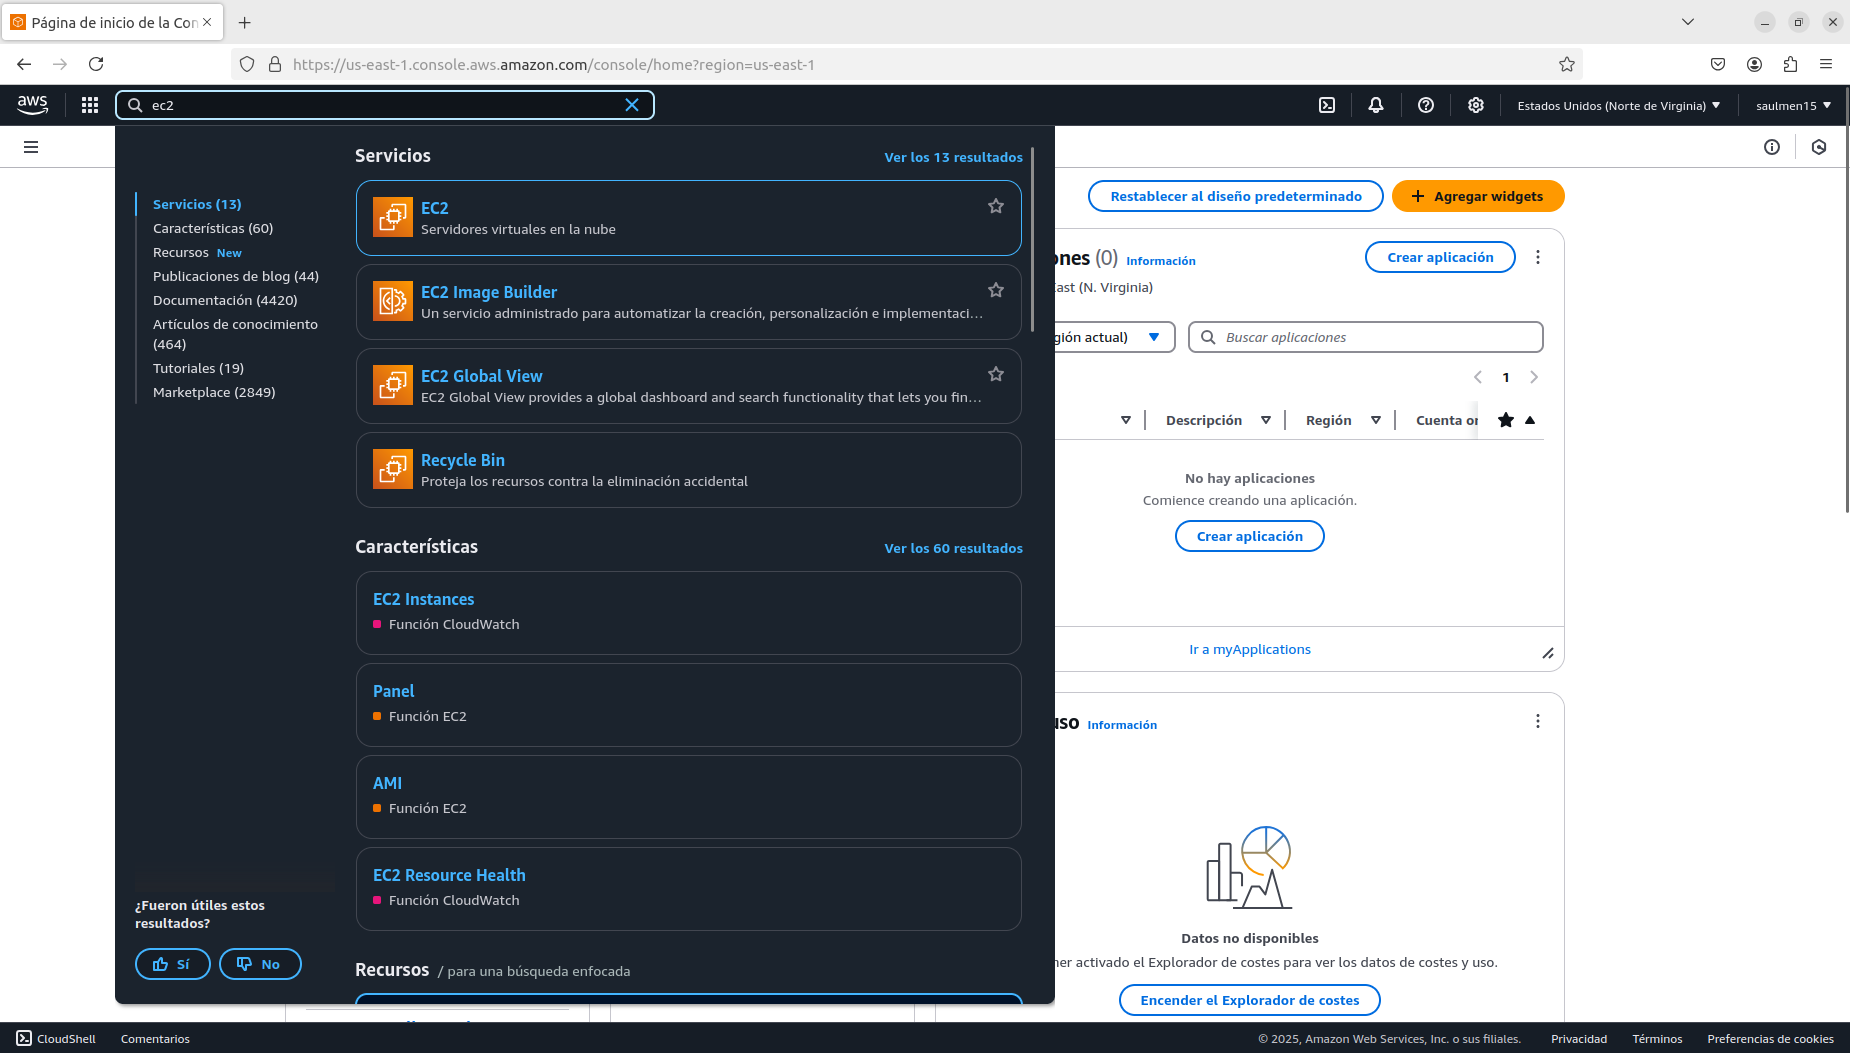 Página de inicio de la Con
https://us-east-1.console.aws.amazon.com/console/home?region=us-east-1
aws
ec2
Estados Unidos (Norte de Virginia)
saulmen15
Servicios
Ver los 13 resultados
Servicios (13)
Características (60)
Recursos New
Publicaciones de blog (44)
Documentación (4420)
Artículos de conocimiento
(464)
Tutoriales (19)
Marketplace (2849)
EC2
Servidores virtuales en la nube
EC2 Image Builder
Un servicio administrado para automatizar la creación, personalización e implementaci…
EC2 Global View
EC2 Global View provides a global dashboard and search functionality that lets you fin…
Recycle Bin
Proteja los recursos contra la eliminación accidental
Características
Ver los 60 resultados
EC2 Instances
Función CloudWatch
Panel
Función EC2
AMI
Función EC2
EC2 Resource Health
Función CloudWatch
Recursos / para una búsqueda enfocada
¿Fueron útiles estos
resultados?
Sí
No
Restablecer al diseño predeterminado
Agregar widgets
ones (0) Información
Crear aplicación
East (N. Virginia)
gión actual)
Buscar aplicaciones
1
Descripción
Región
Cuenta or
No hay aplicaciones
Comience creando una aplicación.
Crear aplicación
Ir a myApplications
uso Información
Datos no disponibles
ner activado el Explorador de costes para ver los datos de costes y uso.
Encender el Explorador de costes
CloudShell
Comentarios
© 2025, Amazon Web Services, Inc. o sus filiales.
Privacidad
Términos
Preferencias de cookies